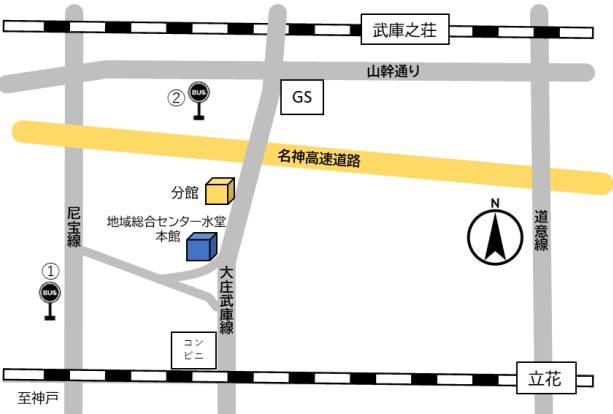 武庫之荘
山幹通り
②
BUS
GS
名神高速道路
分館
地域総合センター水堂
本館
尼宝線
N
道意線
①
BUS
大庄武庫線
コン
ビニ
立花
至神戸